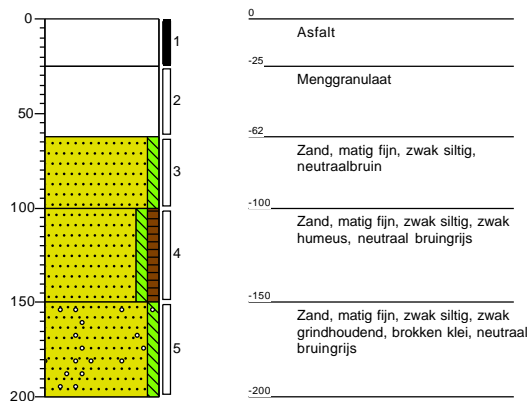 0
50
100
150
200
1
2
3
4
5
0
Asfalt
-25
Menggranulaat
-62
Zand, matig fijn, zwak siltig,
neutraalbruin
-100
Zand, matig fijn, zwak siltig, zwak
humeus, neutraal bruingrijs
-150
Zand, matig fijn, zwak siltig, zwak
grindhoudend, brokken klei, neutraal
bruingrijs
-200